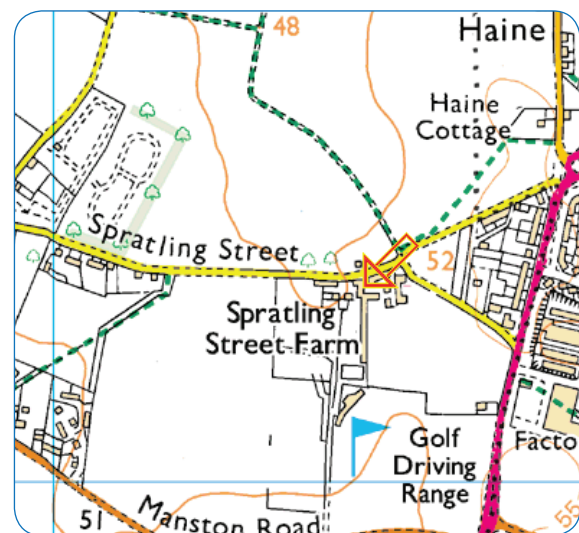 48
Haine
Haine
Cottage
Spratling Street
52
Spratling
Street Farm
Golf
Driving
Range
Facto
Manston Road
51
55